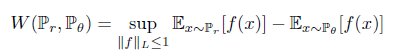 W(ℙ_r, ℙ_θ) = sup_{‖f‖_L ≤ 1} 𝔼_{x∼ℙ_r}[f(x)] − 𝔼_{x∼ℙ_θ}[f(x)]